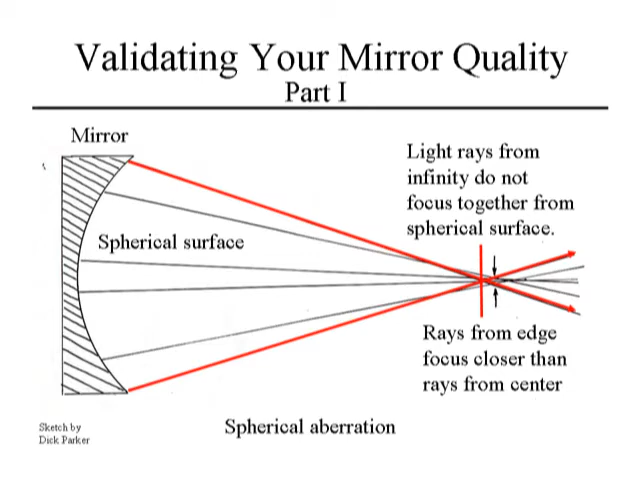 Validating Your Mirror Quality
Part I
Mirror
Light rays from
infinity do not
focus together from
spherical surface.
Spherical surface
Rays from edge
focus closer than
rays from center
Spherical aberration
Sketch by
Dick Parker